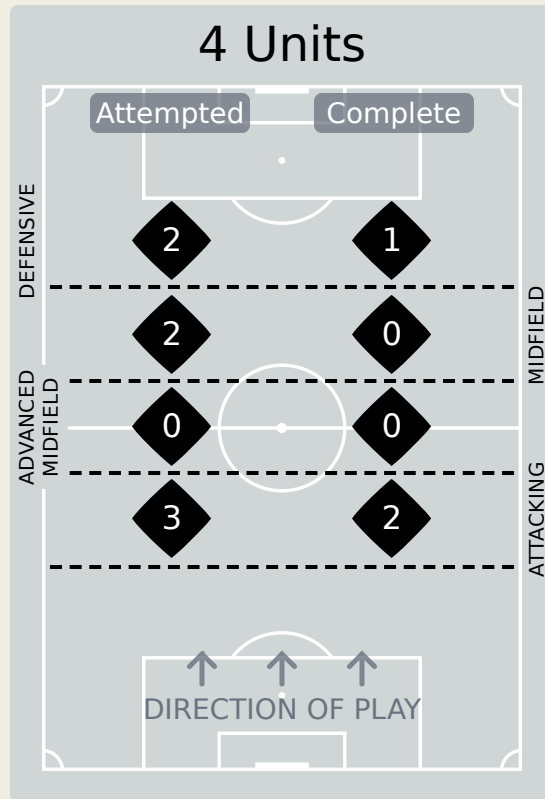 4 Units
Attempted Complete
DEFENSIVE
2 1
MIDFIELD
2 0
ADVANCED
MIDFIELD
0 0
ATTACKING
3 2
DIRECTION OF PLAY